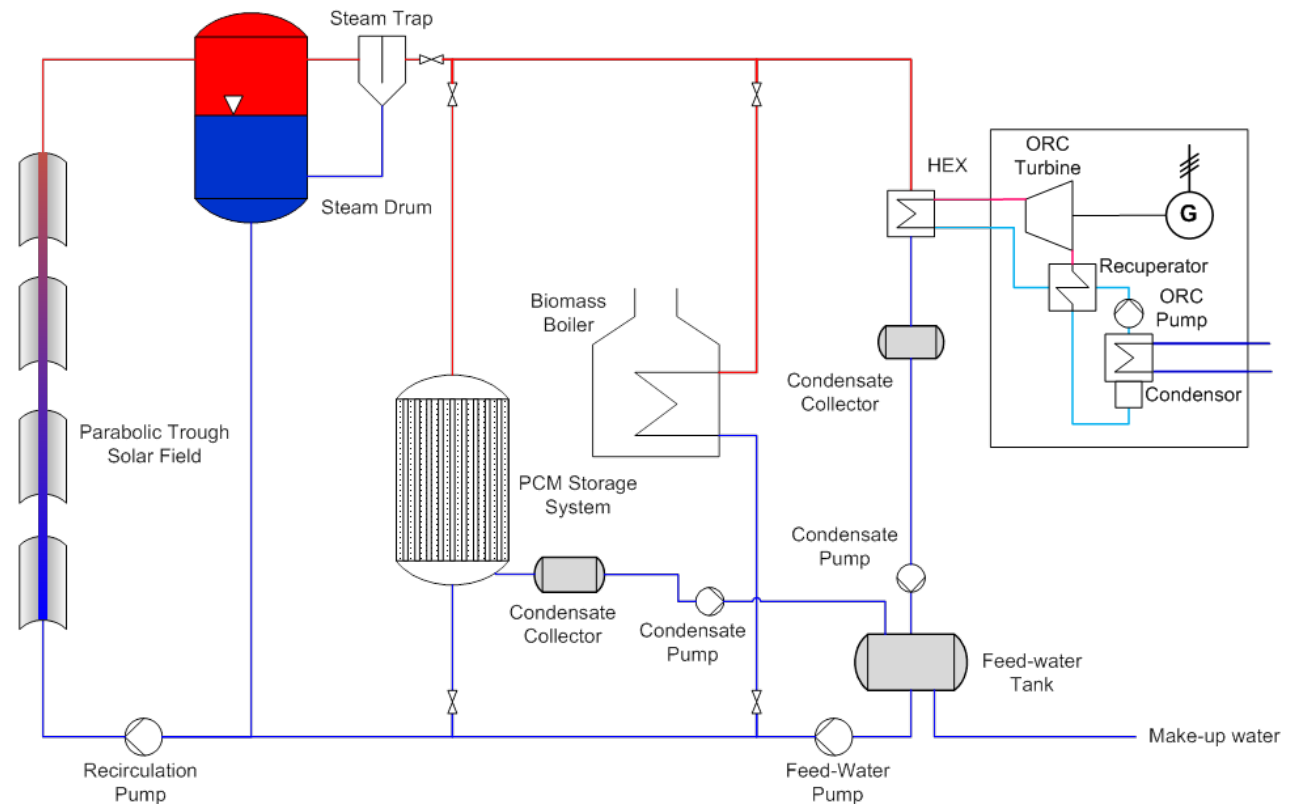 Steam Trap
Steam Drum
HEX
ORC
Turbine
G
Recuperator
ORC
Pump
Condensor
Biomass
Boiler
Condensate
Collector
Parabolic Trough
Solar Field
PCM Storage
System
Condensate
Pump
Condensate
Collector
Condensate
Pump
Feed-water
Tank
Make-up water
Recirculation
Pump
Feed-Water
Pump